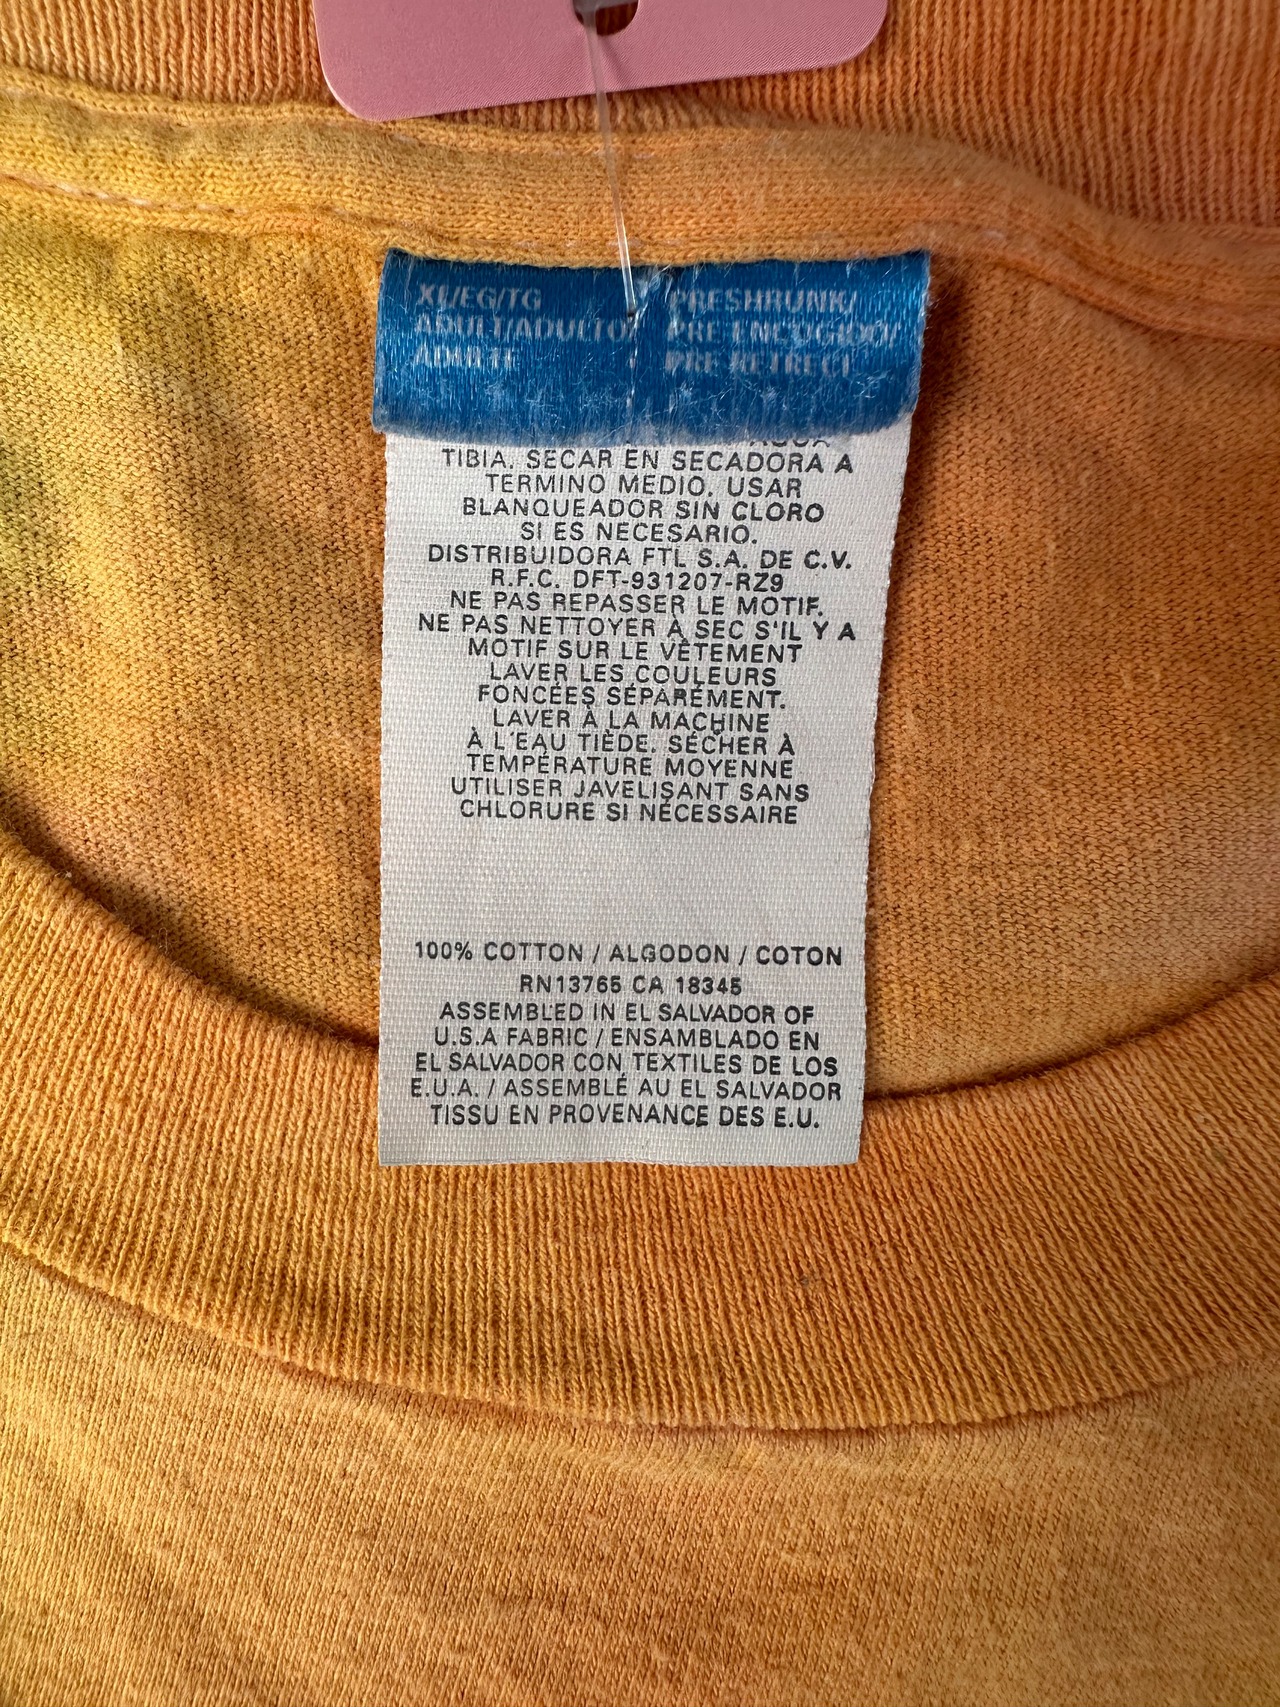 XL/EG/TG
ADULT/ADULTO/
ADULTE
PRESHRUNK/
PRE ENCOGIDO/
PRE RETRECI
AGUA
TIBIA. SECAR EN SECADORA A
TERMINO MEDIO. USAR
BLANQUEADOR SIN CLORO
SI ES NECESARIO.
DISTRIBUIDORA FTL S.A. DE C.V.
R.F.C. DFT-931207-RZ9
NE PAS REPASSER LE MOTIF.
NE PAS NETTOYER À SEC S'IL Y A
MOTIF SUR LE VÊTEMENT
LAVER LES COULEURS
FONCÉES SÉPARÉMENT.
LAVER À LA MACHINE
À L'EAU TIÈDE. SÉCHER À
TEMPÉRATURE MOYENNE
UTILISER JAVELISANT SANS
CHLORURE SI NÉCESSAIRE
100% COTTON / ALGODON / COTON
RN13765 CA 18345
ASSEMBLED IN EL SALVADOR OF
U.S.A FABRIC / ENSAMBLADO EN
EL SALVADOR CON TEXTILES DE LOS
E.U.A. / ASSEMBLÉ AU EL SALVADOR
TISSU EN PROVENANCE DES E.U.